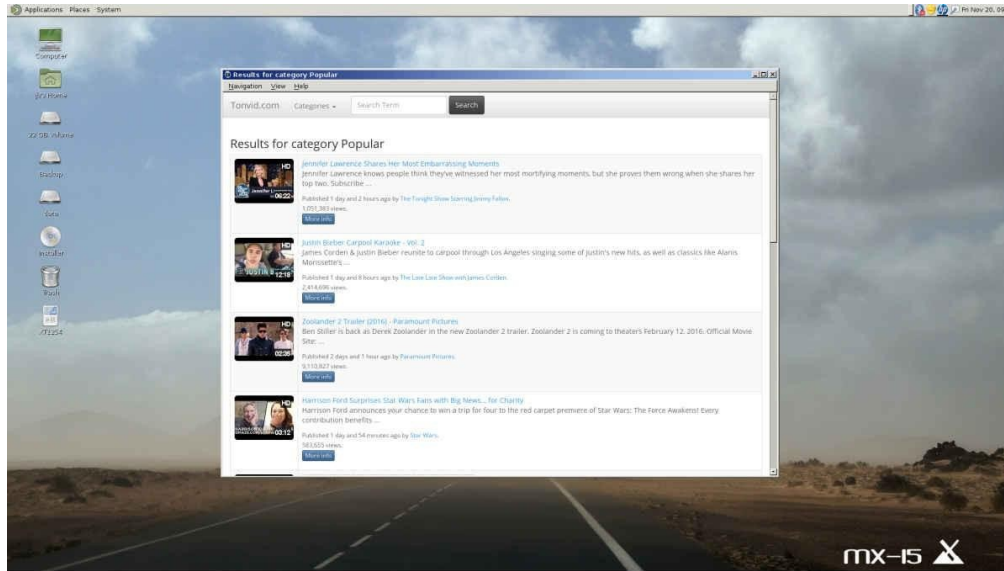 Applications Places System
Fri Nov 20, 09
Computer
Results for category Popular
Navigation View Help
Tonvid.com Categories Search Term Search
Results for category Popular
Jennifer Lawrence Shares Her Most Embarrassing Moments
Jennifer Lawrence knows people think they've witnessed her most mortifying moments, but she proves them wrong when she shares her
top two. Subscribe ...
HD
06:22
Published 1 day and 2 hours ago by The Tonight Show Starring Jimmy Fallon.
1,051,383 views.
More info
Justin Bieber Carpool Karaoke - Vol. 2
James Corden & Justin Bieber reunite to carpool through Los Angeles singing some of Justin's new hits, as well as classics like Alanis
Morissette's ...
HD
12:18
Published 1 day and 8 hours ago by The Late Late Show with James Corden.
2,814,696 views.
More info
Zoolander 2 Trailer (2016) - Paramount Pictures
Ben Stiller is back as Derek Zoolander in the new Zoolander 2 trailer. Zoolander 2 is coming to theaters February 12, 2016. Official Movie
Site: ...
HD
02:35
Published 2 days and 1 hour ago by Paramount Pictures.
9,110,827 views.
More info
Harrison Ford Surprises Star Wars Fans with Big News... for Charity
Harrison Ford announces your chance to win a trip for four to the red carpet premiere of Star Wars: The Force Awakens! Every
contribution benefits ...
HD
03:12
Published 1 day and 54 minutes ago by Star Wars.
views.
More info
Backup
Data
Installer
Trash
mx-15